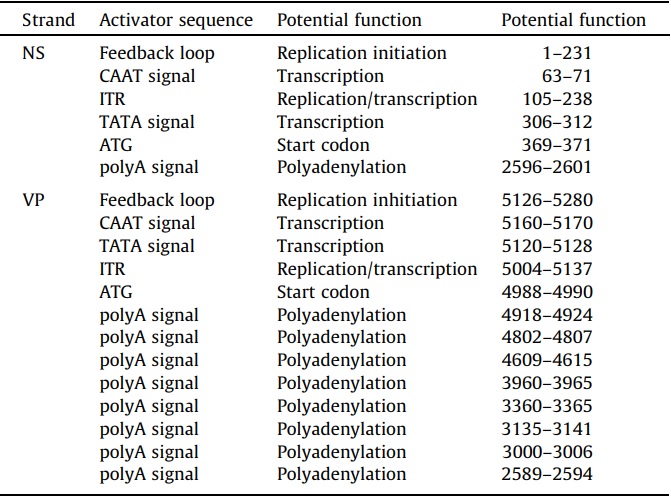 Strand Activator sequence Potential function Potential function
NS Feedback loop Replication initiation 1–231
CAAT signal Transcription 63–71
ITR Replication/transcription 105–238
TATA signal Transcription 306–312
ATG Start codon 369–371
polyA signal Polyadenylation 2596–2601
VP Feedback loop Replication inhitiation 5126–5280
CAAT signal Transcription 5160–5170
TATA signal Transcription 5120–5128
ITR Replication/transcription 5004–5137
ATG Start codon 4988–4990
polyA signal Polyadenylation 4918–4924
polyA signal Polyadenylation 4802–4807
polyA signal Polyadenylation 4609–4615
polyA signal Polyadenylation 3960–3965
polyA signal Polyadenylation 3360–3365
polyA signal Polyadenylation 3135–3141
polyA signal Polyadenylation 3000–3006
polyA signal Polyadenylation 2589–2594